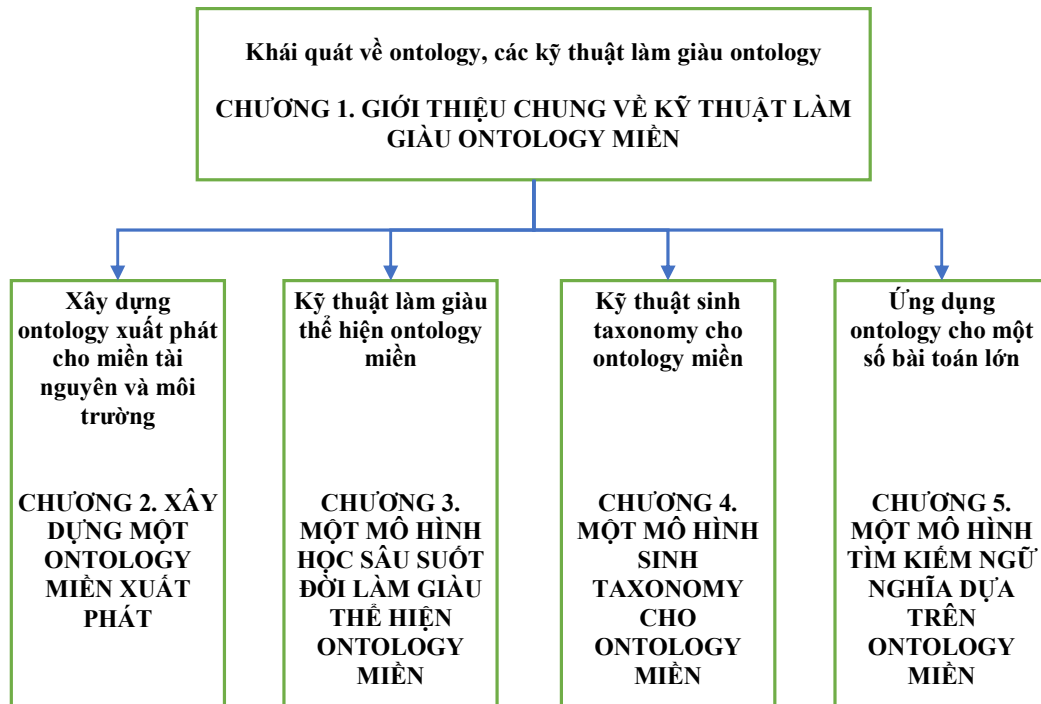 Khái quát về ontology, các kỹ thuật làm giàu ontology
CHƯƠNG 1. GIỚI THIỆU CHUNG VỀ KỸ THUẬT LÀM
GIÀU ONTOLOGY MIỀN
Xây dựng
ontology xuất phát
cho miền tài
nguyên và môi
trường
CHƯƠNG 2. XÂY
DỰNG MỘT
ONTOLOGY
MIỀN XUẤT
PHÁT
Kỹ thuật làm giàu
thể hiện ontology
miền
CHƯƠNG 3.
MỘT MÔ HÌNH
HỌC SÂU SUỐT
ĐỜI LÀM GIÀU
THỂ HIỆN
ONTOLOGY
MIỀN
Kỹ thuật sinh
taxonomy cho
ontology miền
CHƯƠNG 4.
MỘT MÔ HÌNH
SINH
TAXONOMY
CHO
ONTOLOGY
MIỀN
Ứng dụng
ontology cho một
số bài toán lớn
CHƯƠNG 5.
MỘT MÔ HÌNH
TÌM KIẾM NGỮ
NGHĨA DỰA
TRÊN
ONTOLOGY
MIỀN